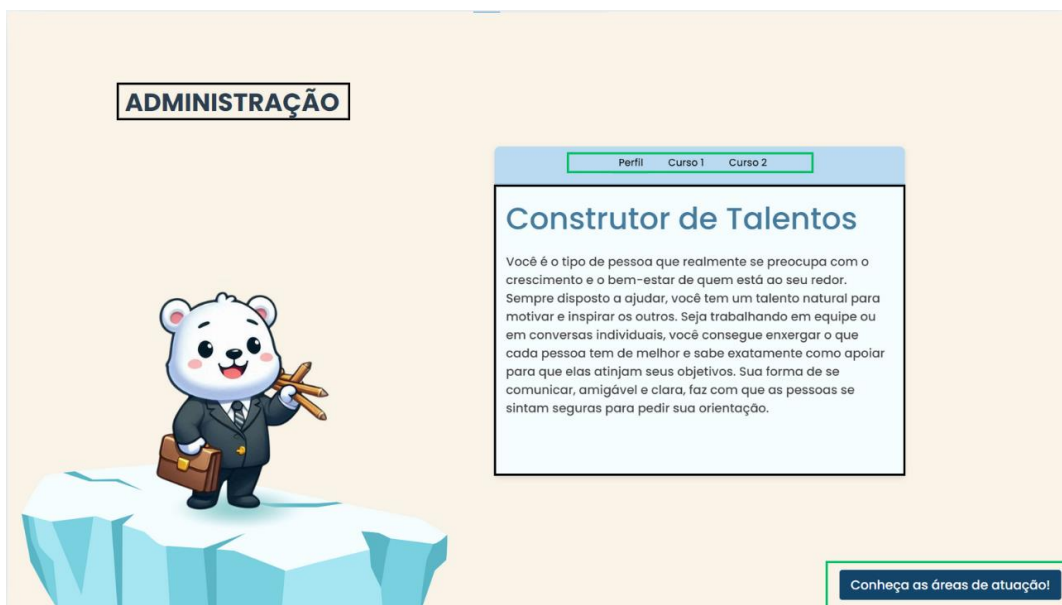 ADMINISTRAÇÃO
Perfil Curso 1 Curso 2
Construtor de Talentos
Você é o tipo de pessoa que realmente se preocupa com o
crescimento e o bem-estar de quem está ao seu redor.
Sempre disposto a ajudar, você tem um talento natural para
motivar e inspirar os outros. Seja trabalhando em equipe ou
em conversas individuais, você consegue enxergar o que
cada pessoa tem de melhor e sabe exatamente como apoiar
para que elas atinjam seus objetivos. Sua forma de se
comunicar, amigável e clara, faz com que as pessoas se
sintam seguras para pedir sua orientação.
Conheça as áreas de atuação!